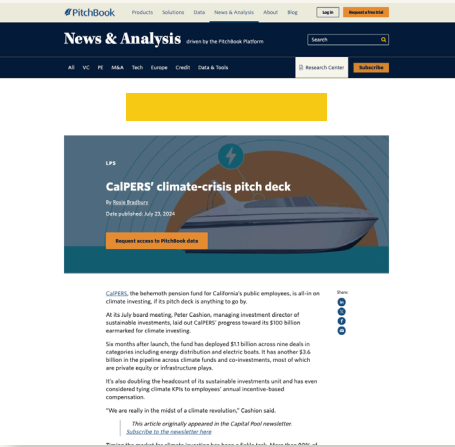 PitchBook Products Solutions Data News & Analysis About Blog Log in Request a free trial
News & Analysis driven by the PitchBook Platform Search
All VC PE M&A Tech Europe Credit Data & Tools Research Center Subscribe
LPS
CalPERS’ climate-crisis pitch deck
By Rosie Bradbury
Date published: July 23, 2024
Request access to PitchBook data
CalPERS, the behemoth pension fund for California's public employees, is all-in on
climate investing, if its pitch deck is anything to go by.
Share:
At its July board meeting, Peter Cashion, managing investment director of
sustainable investments, laid out CalPERS' progress toward its $100 billion
earmarked for climate investing.
Six months after launch, the fund has deployed $11.1 billion across nine deals in
categories including energy distribution and electric boats. It has another $3.6
billion in the pipeline across climate funds and co-investments, most of which
are private equity or infrastructure plays.
It's also doubling the headcount of its sustainable investments unit and has even
considered tying climate KPIs to employees' annual incentive-based
compensation.
"We are really in the midst of a climate revolution," Cashion said.
This article originally appeared in the Capital Pool newsletter.
Subscribe to the newsletter here